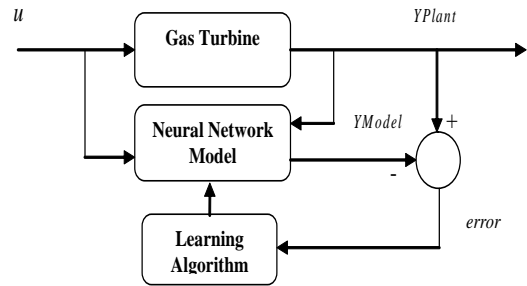 u
YPlant
Gas Turbine
Neural Network
Model
YModel
+
-
error
Learning
Algorithm